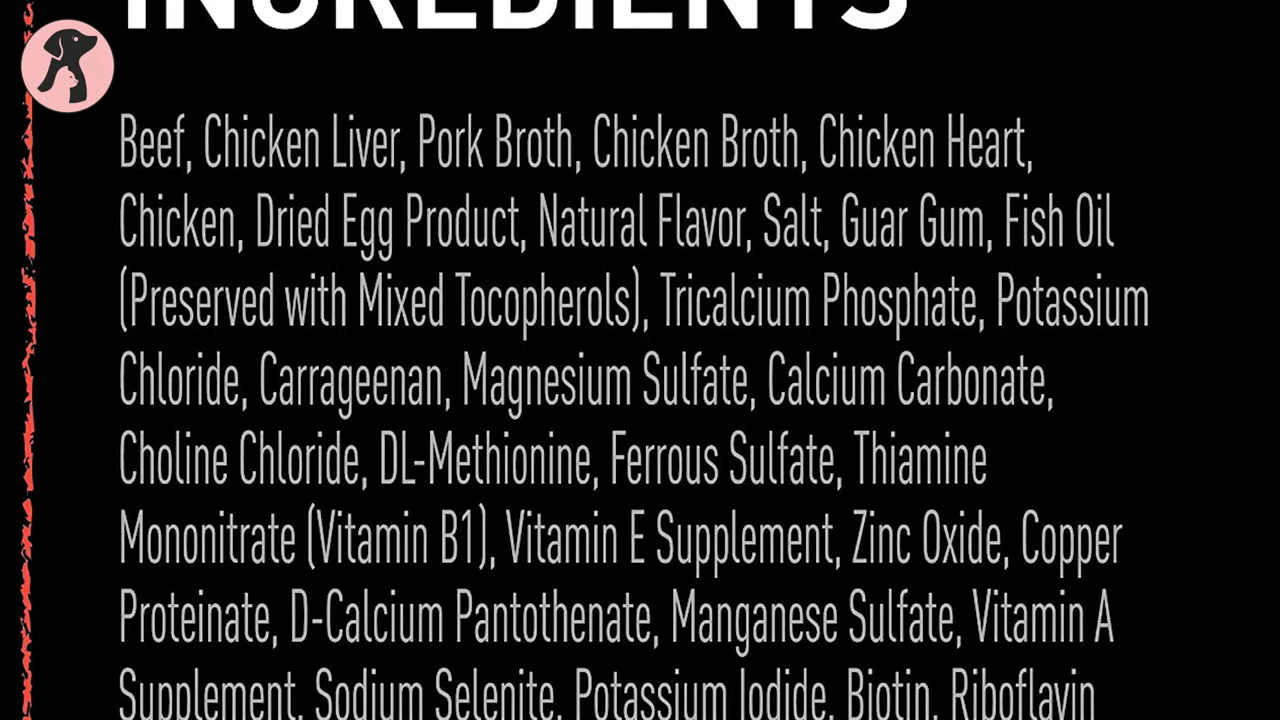 INGREDIENTS
Beef, Chicken Liver, Pork Broth, Chicken Broth, Chicken Heart,
Chicken, Dried Egg Product, Natural Flavor, Salt, Guar Gum, Fish Oil
(Preserved with Mixed Tocopherols), Tricalcium Phosphate, Potassium
Chloride, Carrageenan, Magnesium Sulfate, Calcium Carbonate,
Choline Chloride, DL-Methionine, Ferrous Sulfate, Thiamine
Mononitrate (Vitamin B1), Vitamin E Supplement, Zinc Oxide, Copper
Proteinate, D-Calcium Pantothenate, Manganese Sulfate, Vitamin A
Supplement, Sodium Selenite, Potassium Iodide, Biotin, Riboflavin